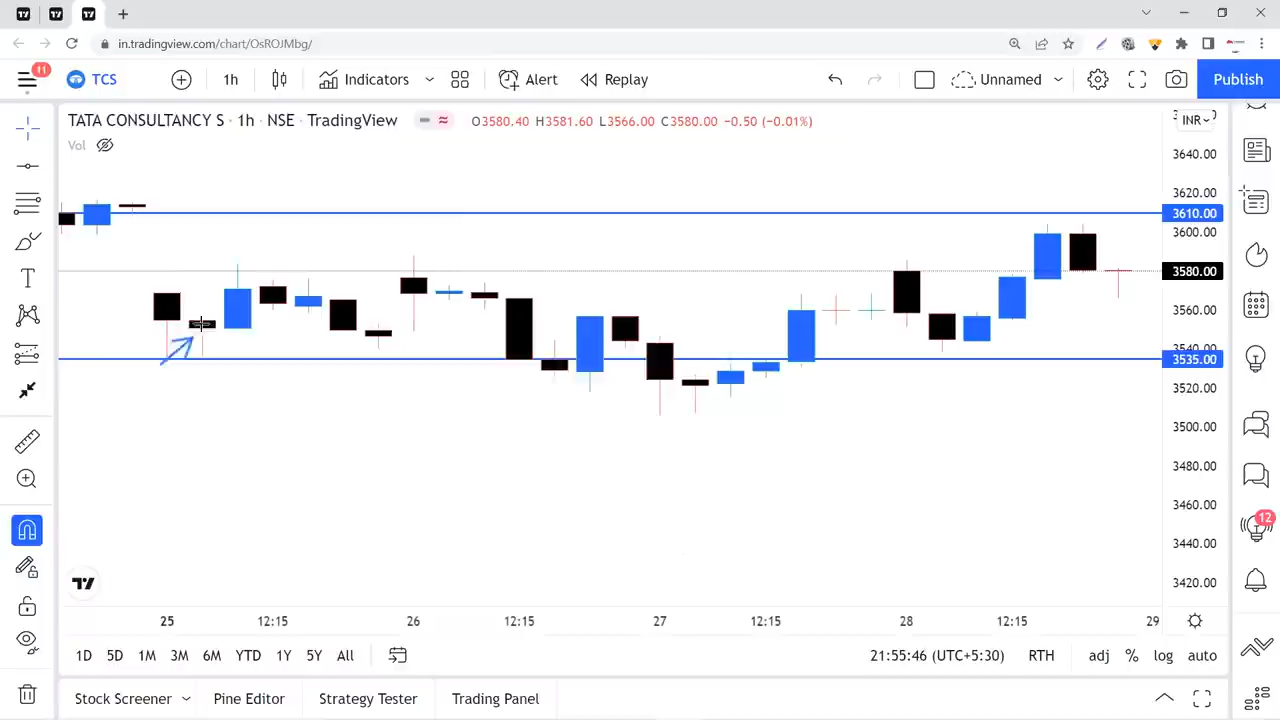 in.tradingview.com/chart/OsROJMbg/
11
TCS
1h
Indicators
Alert
Replay
Unnamed
Publish
TATA CONSULTANCY S · 1h · NSE · TradingView
O3580.40 H3581.60 L3566.00 C3580.00 −0.50 (−0.01%)
INR
Vol
3640.00
3620.00
3610.00
3600.00
3580.00
3560.00
3535.00
3520.00
3500.00
3480.00
3460.00
3440.00
3420.00
12
25 12:15 26 12:15 27 12:15 28 12:15 29
1D 5D 1M 3M 6M YTD 1Y 5Y All
21:55:46 (UTC+5:30) RTH adj % log auto
Stock Screener Pine Editor Strategy Tester Trading Panel